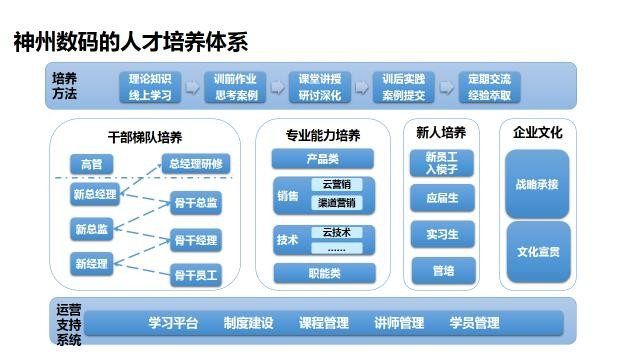 神州数码的人才培养体系
培养
方法
理论知识
线上学习
训前作业
思考案例
课堂讲授
研讨深化
训后实践
案例提交
定期交流
经验萃取
干部梯队培养
高管
总经理研修
新总经理
骨干总监
新总监
骨干经理
新经理
骨干员工
专业能力培养
产品类
销售
云营销
渠道营销
技术
云技术
......
职能类
新人培养
新员工
入模子
应届生
实习生
管培
企业文化
战略承接
文化宣贯
运营
支持
系统
学习平台 制度建设 课程管理 讲师管理 学员管理